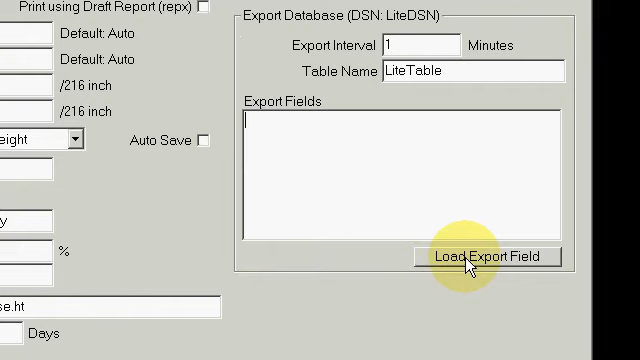 Print using Draft Report (repx)
Default: Auto
Default: Auto
/216 inch
/216 inch
eight
Auto Save
y
%
se.ht
Days
Export Database (DSN: LiteDSN)
Export Interval 1 Minutes
Table Name LiteTable
Export Fields
Load Export Field